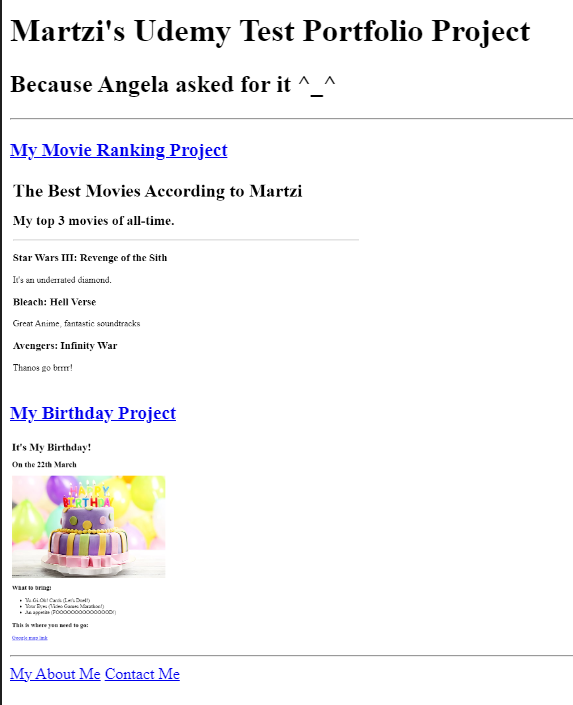 Martzi's Udemy Test Portfolio Project
Because Angela asked for it ^_^
My Movie Ranking Project
The Best Movies According to Martzi
My top 3 movies of all-time.
Star Wars III: Revenge of the Sith
It's an underrated diamond.
Bleach: Hell Verse
Great Anime, fantastic soundtracks
Avengers: Infinity War
Thanos go brrrr!
My Birthday Project
It's My Birthday!
On the 22th March
HAPPY
BIRTHDAY
What to bring?
Yu-Gi-Oh! Cards (Let's Duel!)
Your Eyes (Video Games Marathon!)
An appetite
This is where you need to go:
Google map link
My About Me Contact Me